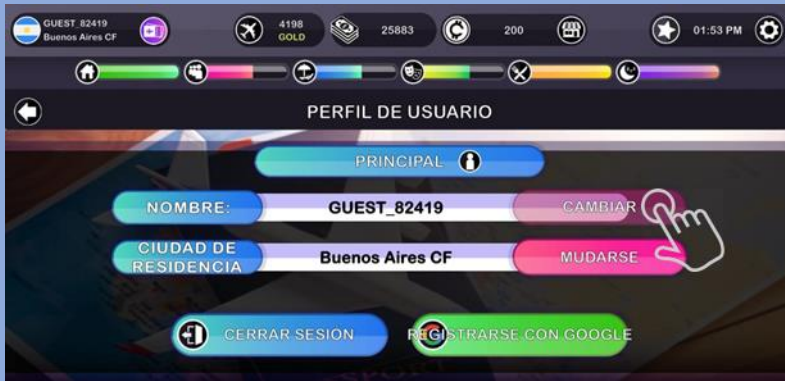 GUEST_82419
Buenos Aires CF
4198
GOLD
25883
200
01:53 PM
PERFIL DE USUARIO
PRINCIPAL
NOMBRE:
GUEST_82419
CAMBIAR
CIUDAD DE
RESIDENCIA
Buenos Aires CF
MUDARSE
CERRAR SESION
REGISTRARSE CON GOOGLE